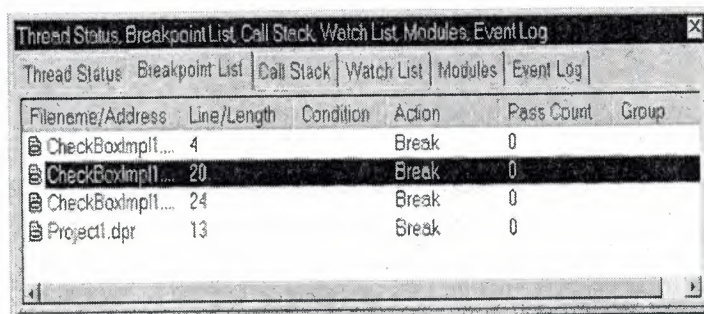 Thread Status, Breakpoint List, Call Stack, Watch List, Modules, Event Log
Thread Status Breakpoint List Call Stack Watch List Modules Event Log
Filename/Address Line/Length Condition Action Pass Count Group
CheckBoxImpl1.... 4 Break 0
CheckBoxImpl1.... 20 Break 0
CheckBoxImpl1.... 24 Break 0
Project1.dpr 13 Break 0